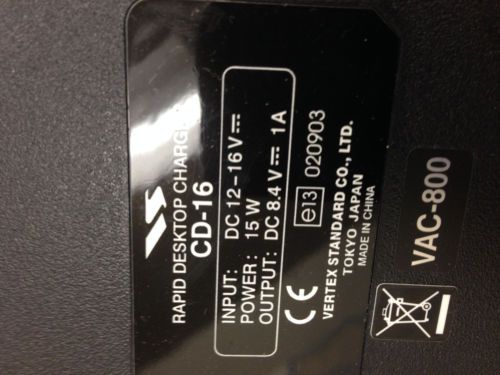 VS
RAPID DESKTOP CHARGER
CD-16
INPUT: DC 12-16 V
POWER: 15 W
OUTPUT: DC 8.4 V 1A
CE e13 020903
VERTEX STANDARD CO., LTD.
TOKYO JAPAN
MADE IN CHINA
VAC-800